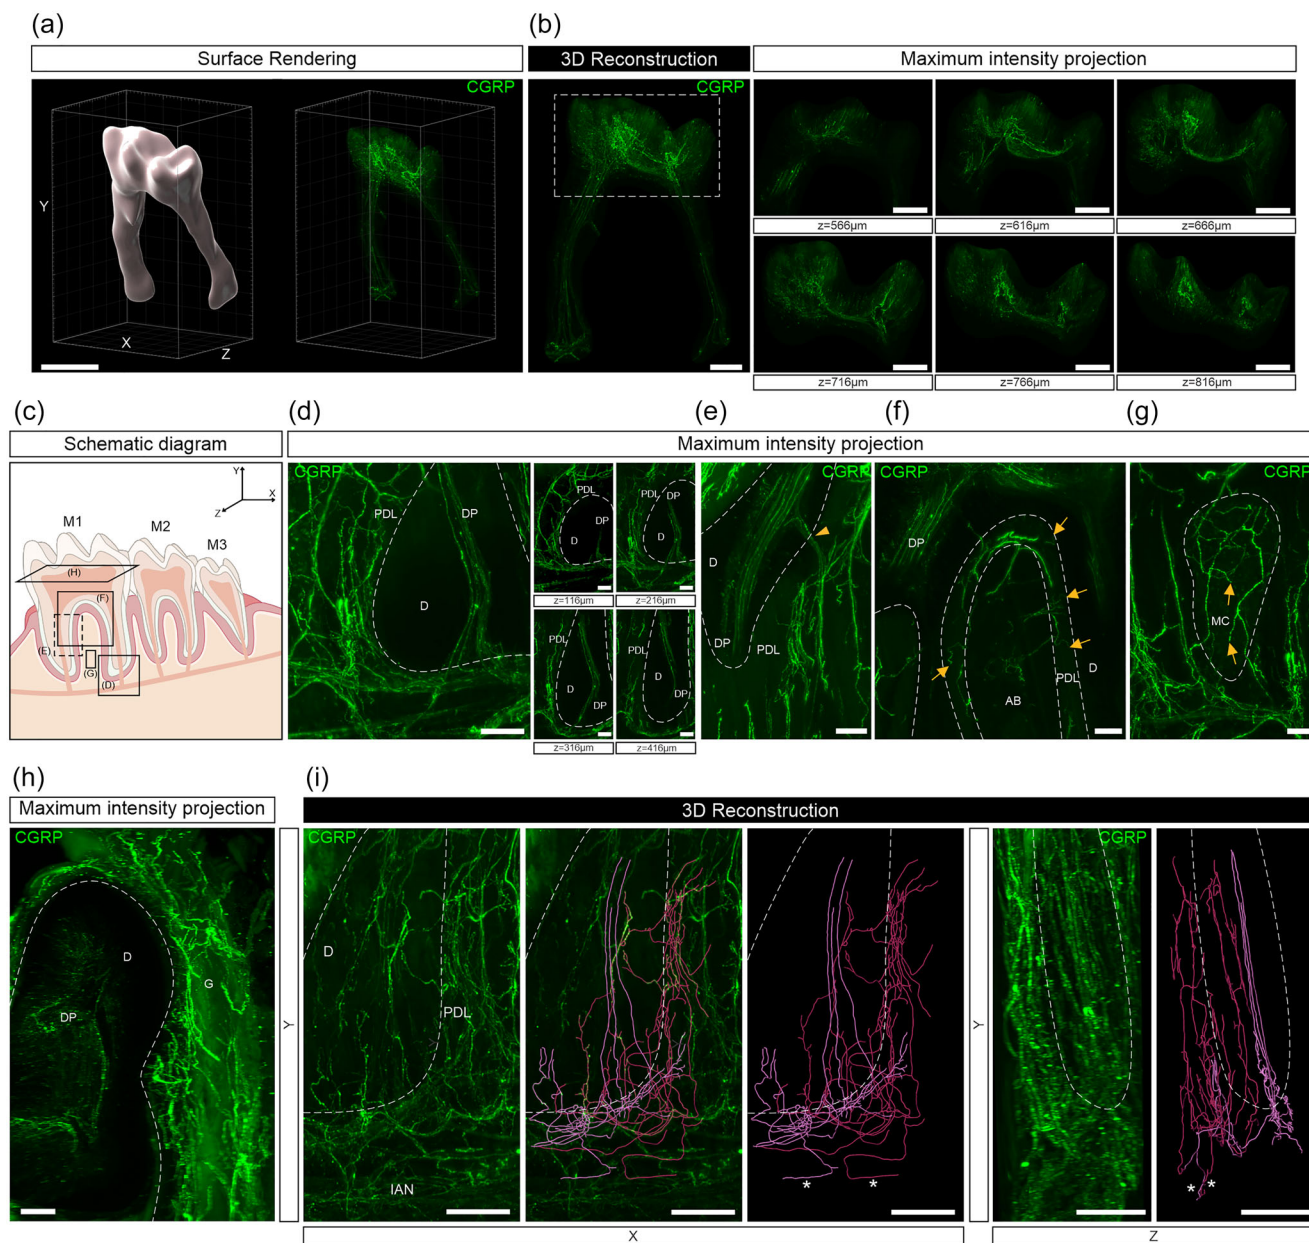 (a)
Surface Rendering
CGRP
Y
X
Z
(b)
3D Reconstruction
Maximum intensity projection
CGRP
z=566µm
z=616µm
z=666µm
z=716µm
z=766µm
z=816µm
(c)
Schematic diagram
Y
X
Z
M1
M2
M3
(H)
(F)
(E)
(G)
(D)
(d)
(e)
(f)
(g)
Maximum intensity projection
CGRP
PDL
DP
D
PDL
DP
D
z=116µm
PDL
DP
D
z=216µm
PDL
D
DP
z=316µm
PDL
D
DP
z=416µm
CGRP
D
DP
PDL
CGRP
DP
AB
PDL
D
CGRP
MC
(h)
Maximum intensity projection
CGRP
D
G
DP
(i)
3D Reconstruction
Y
CGRP
D
PDL
IAN
* *
X
Y
CGRP
* *
Z